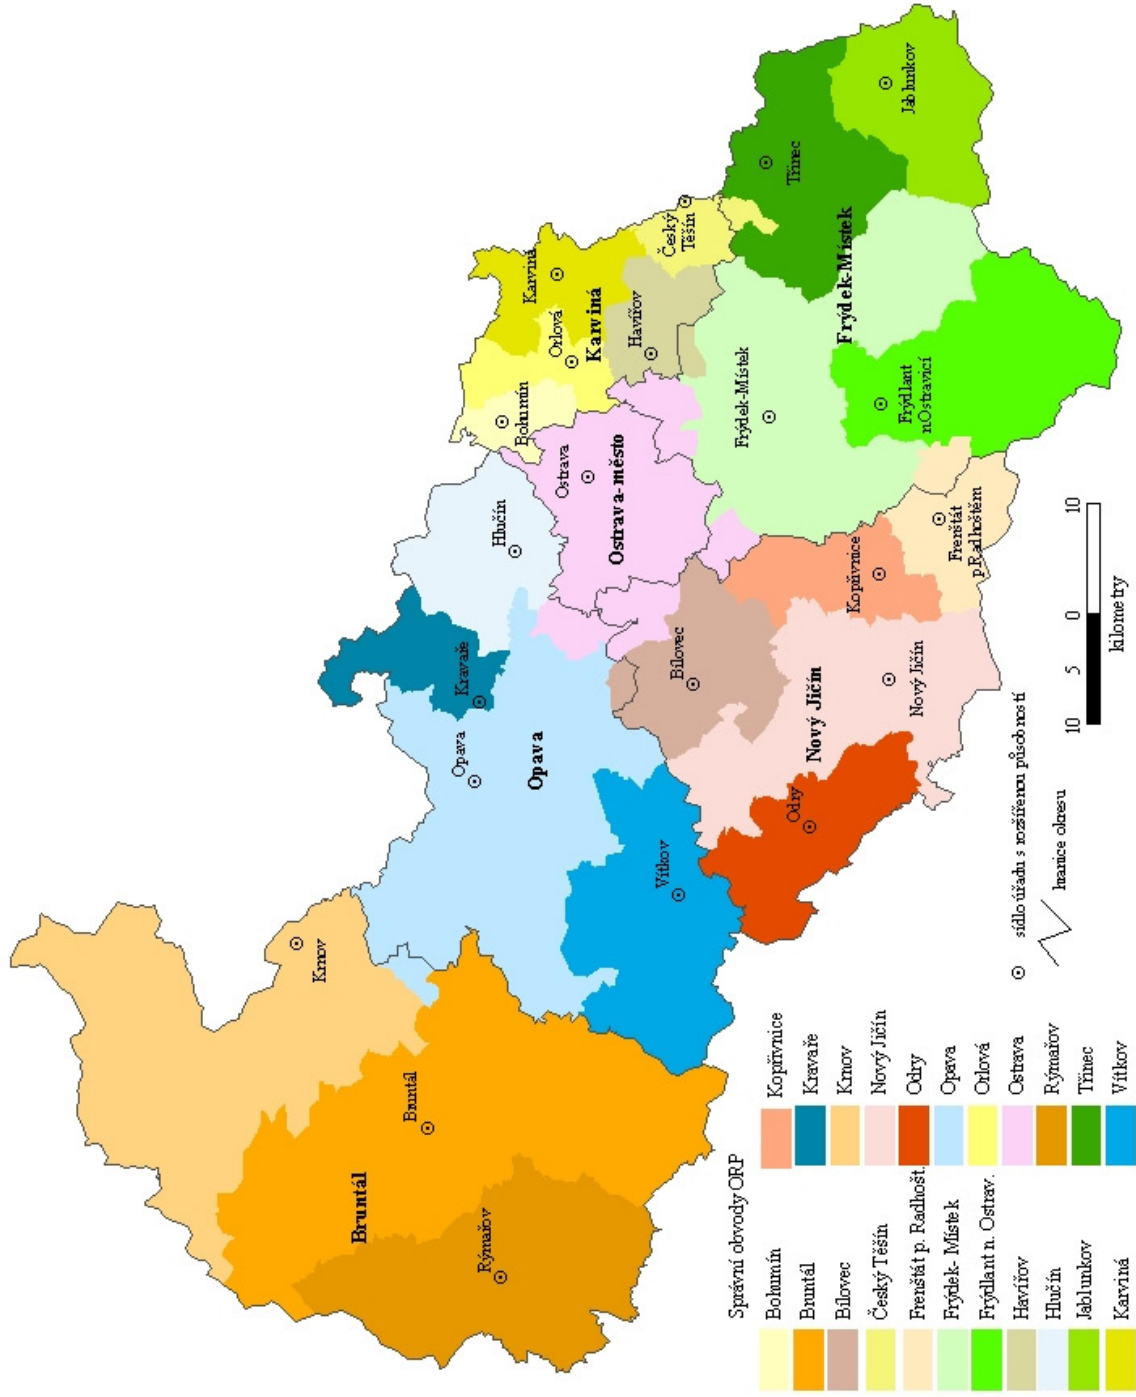 Krnov
Bruntál
Bruntál
Rýmařov
Opava
Kravaře
Hlučín
Opava
Vítkov
Bohumín
Orlová
Karviná
Karviná
Havířov
Český
Těšín
Ostrava
Ostrava-město
Bílovec
Odry
Nový Jičín
Nový Jičín
Kopřivnice
Frenštát
p.Radhoštěm
Frýdek-Místek
Frýdek-Místek
Frýdlant
n.Ostravicí
Třinec
Jablunkov
Správní obvody ORP
Bohumín
Bruntál
Bílovec
Český Těšín
Frenštát p. Radhošt.
Frýdek- Místek
Frýdlant n. Ostrav.
Havířov
Hlučín
Jablunkov
Karviná
Kopřivnice
Kravaře
Krnov
Nový Jičín
Odry
Opava
Orlová
Ostrava
Rýmařov
Třinec
Vítkov
sídlo úřadu s rozšířenou působností
hranice okresu
10 5 0 10
kilometry